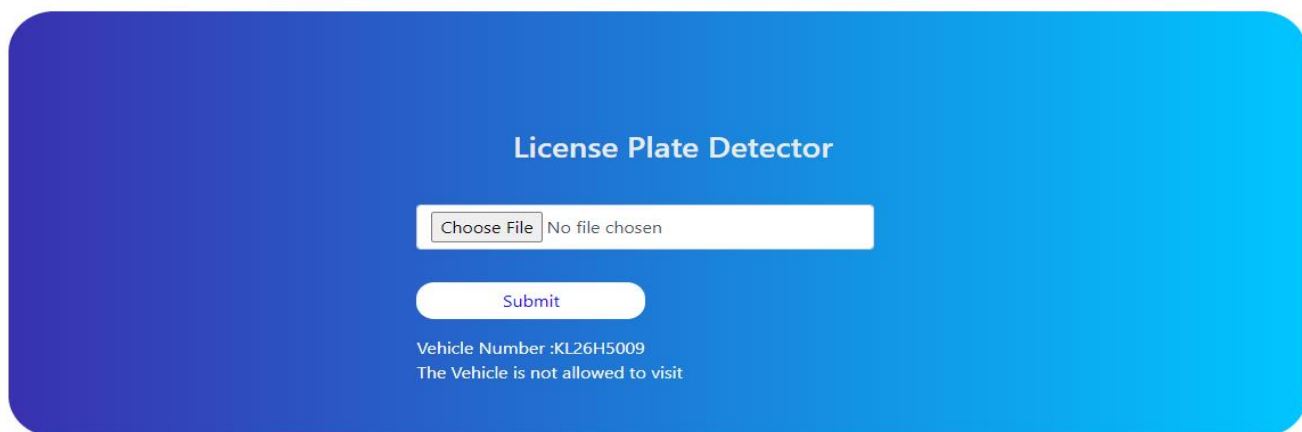 License Plate Detector
Choose File No file chosen
Submit
Vehicle Number :KL26H5009
The Vehicle is not allowed to visit